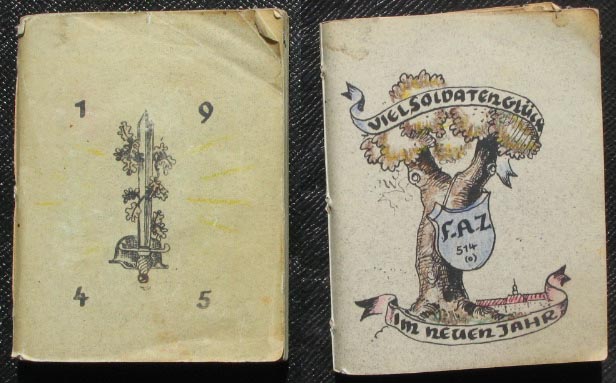 1 9
4 5
VIEL SOLDATENGLÜCK
F.A.Z
514
(o)
IM NEUEN JAHR